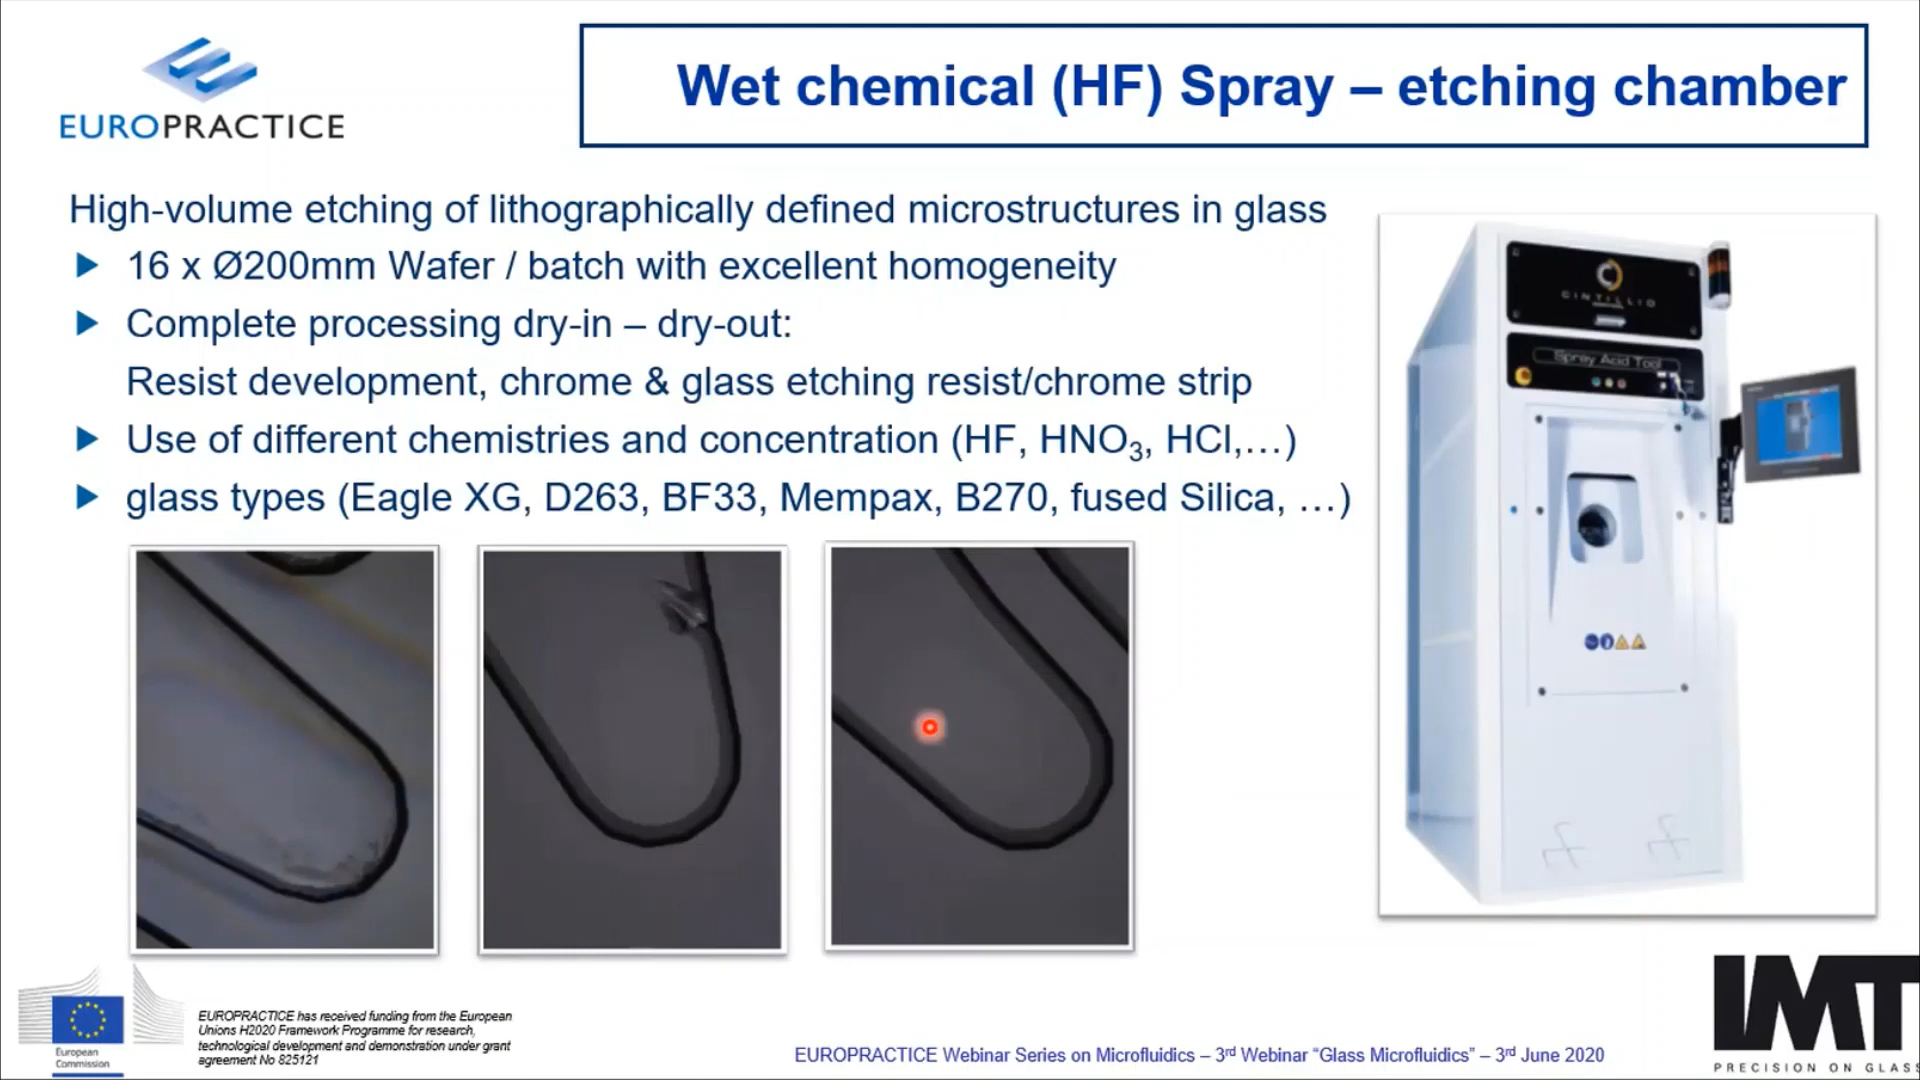 EUROPRACTICE
Wet chemical (HF) Spray – etching chamber
High-volume etching of lithographically defined microstructures in glass
16 x Ø200mm Wafer / batch with excellent homogeneity
Complete processing dry-in – dry-out:
Resist development, chrome & glass etching resist/chrome strip
Use of different chemistries and concentration (HF, HNO₃, HCl,…)
glass types (Eagle XG, D263, BF33, Mempax, B270, fused Silica, …)
CINTILLIO
Spray Acid Tool
European
Commission
EUROPRACTICE has received funding from the European
Unions H2020 Framework Programme for research,
technological development and demonstration under grant
agreement No 825121
EUROPRACTICE Webinar Series on Microfluidics – 3rd Webinar “Glass Microfluidics” – 3rd June 2020
IMT
PRECISION ON GLASS